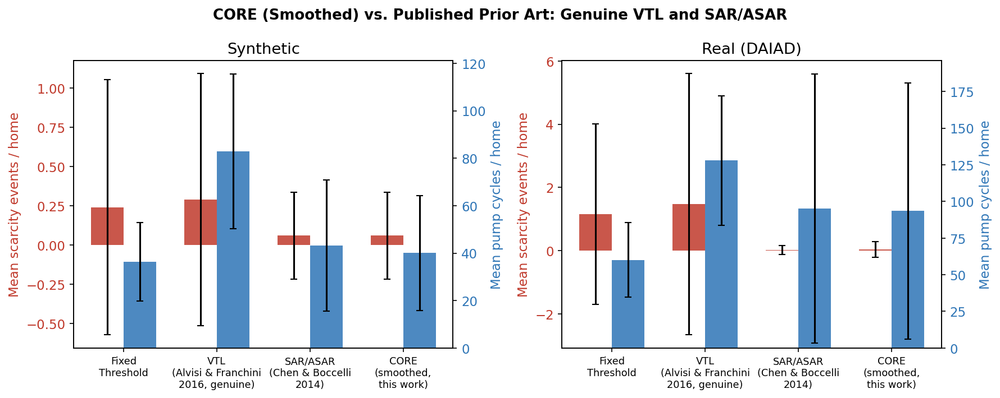 CORE (Smoothed) vs. Published Prior Art: Genuine VTL and SAR/ASAR
Synthetic
Mean scarcity events / home
1.00
0.75
0.50
0.25
0.00
−0.25
−0.50
120
100
80
60
40
20
0
Mean pump cycles / home
Fixed
Threshold
VTL
(Alvisi & Franchini
2016, genuine)
SAR/ASAR
(Chen & Boccelli
2014)
CORE
(smoothed,
this work)
Real (DAIAD)
Mean scarcity events / home
6
4
2
0
−2
175
150
125
100
75
50
25
0
Mean pump cycles / home
Fixed
Threshold
VTL
(Alvisi & Franchini
2016, genuine)
SAR/ASAR
(Chen & Boccelli
2014)
CORE
(smoothed,
this work)